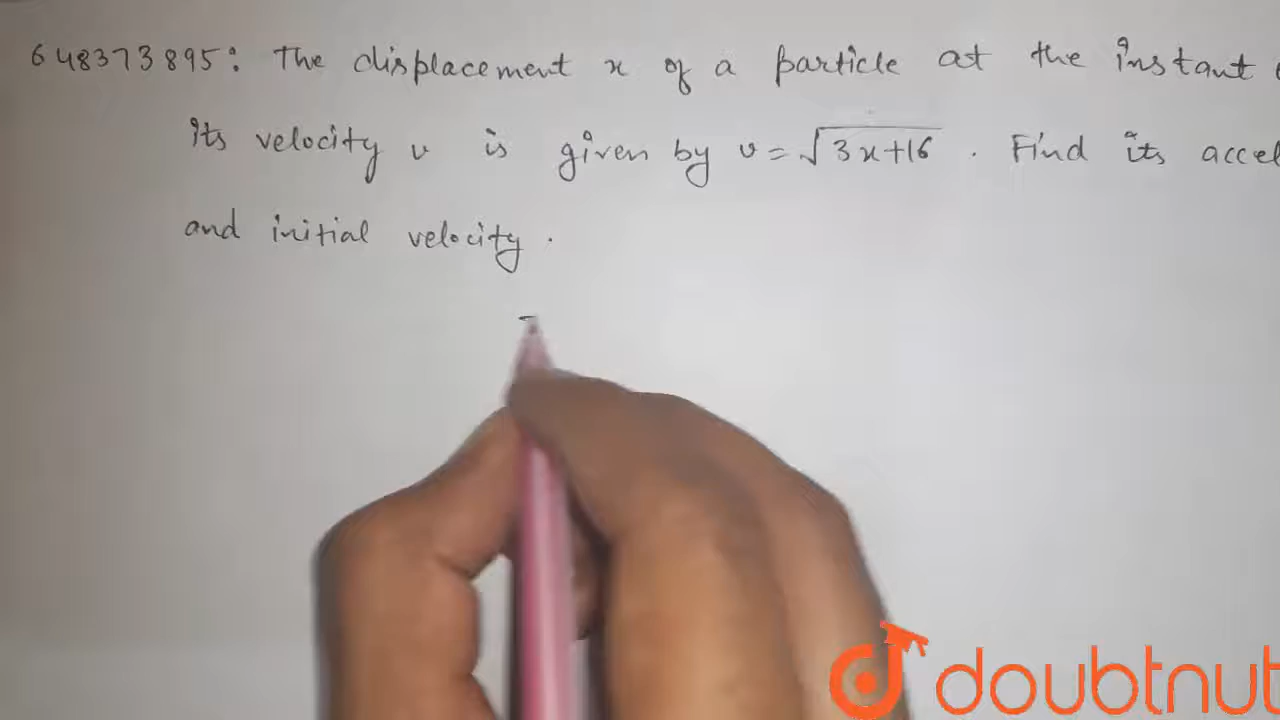 648373895: The displacement x of a particle at the instant
its velocity v is given by v = √3x+16 . Find its accel
and initial velocity .
doubtnut